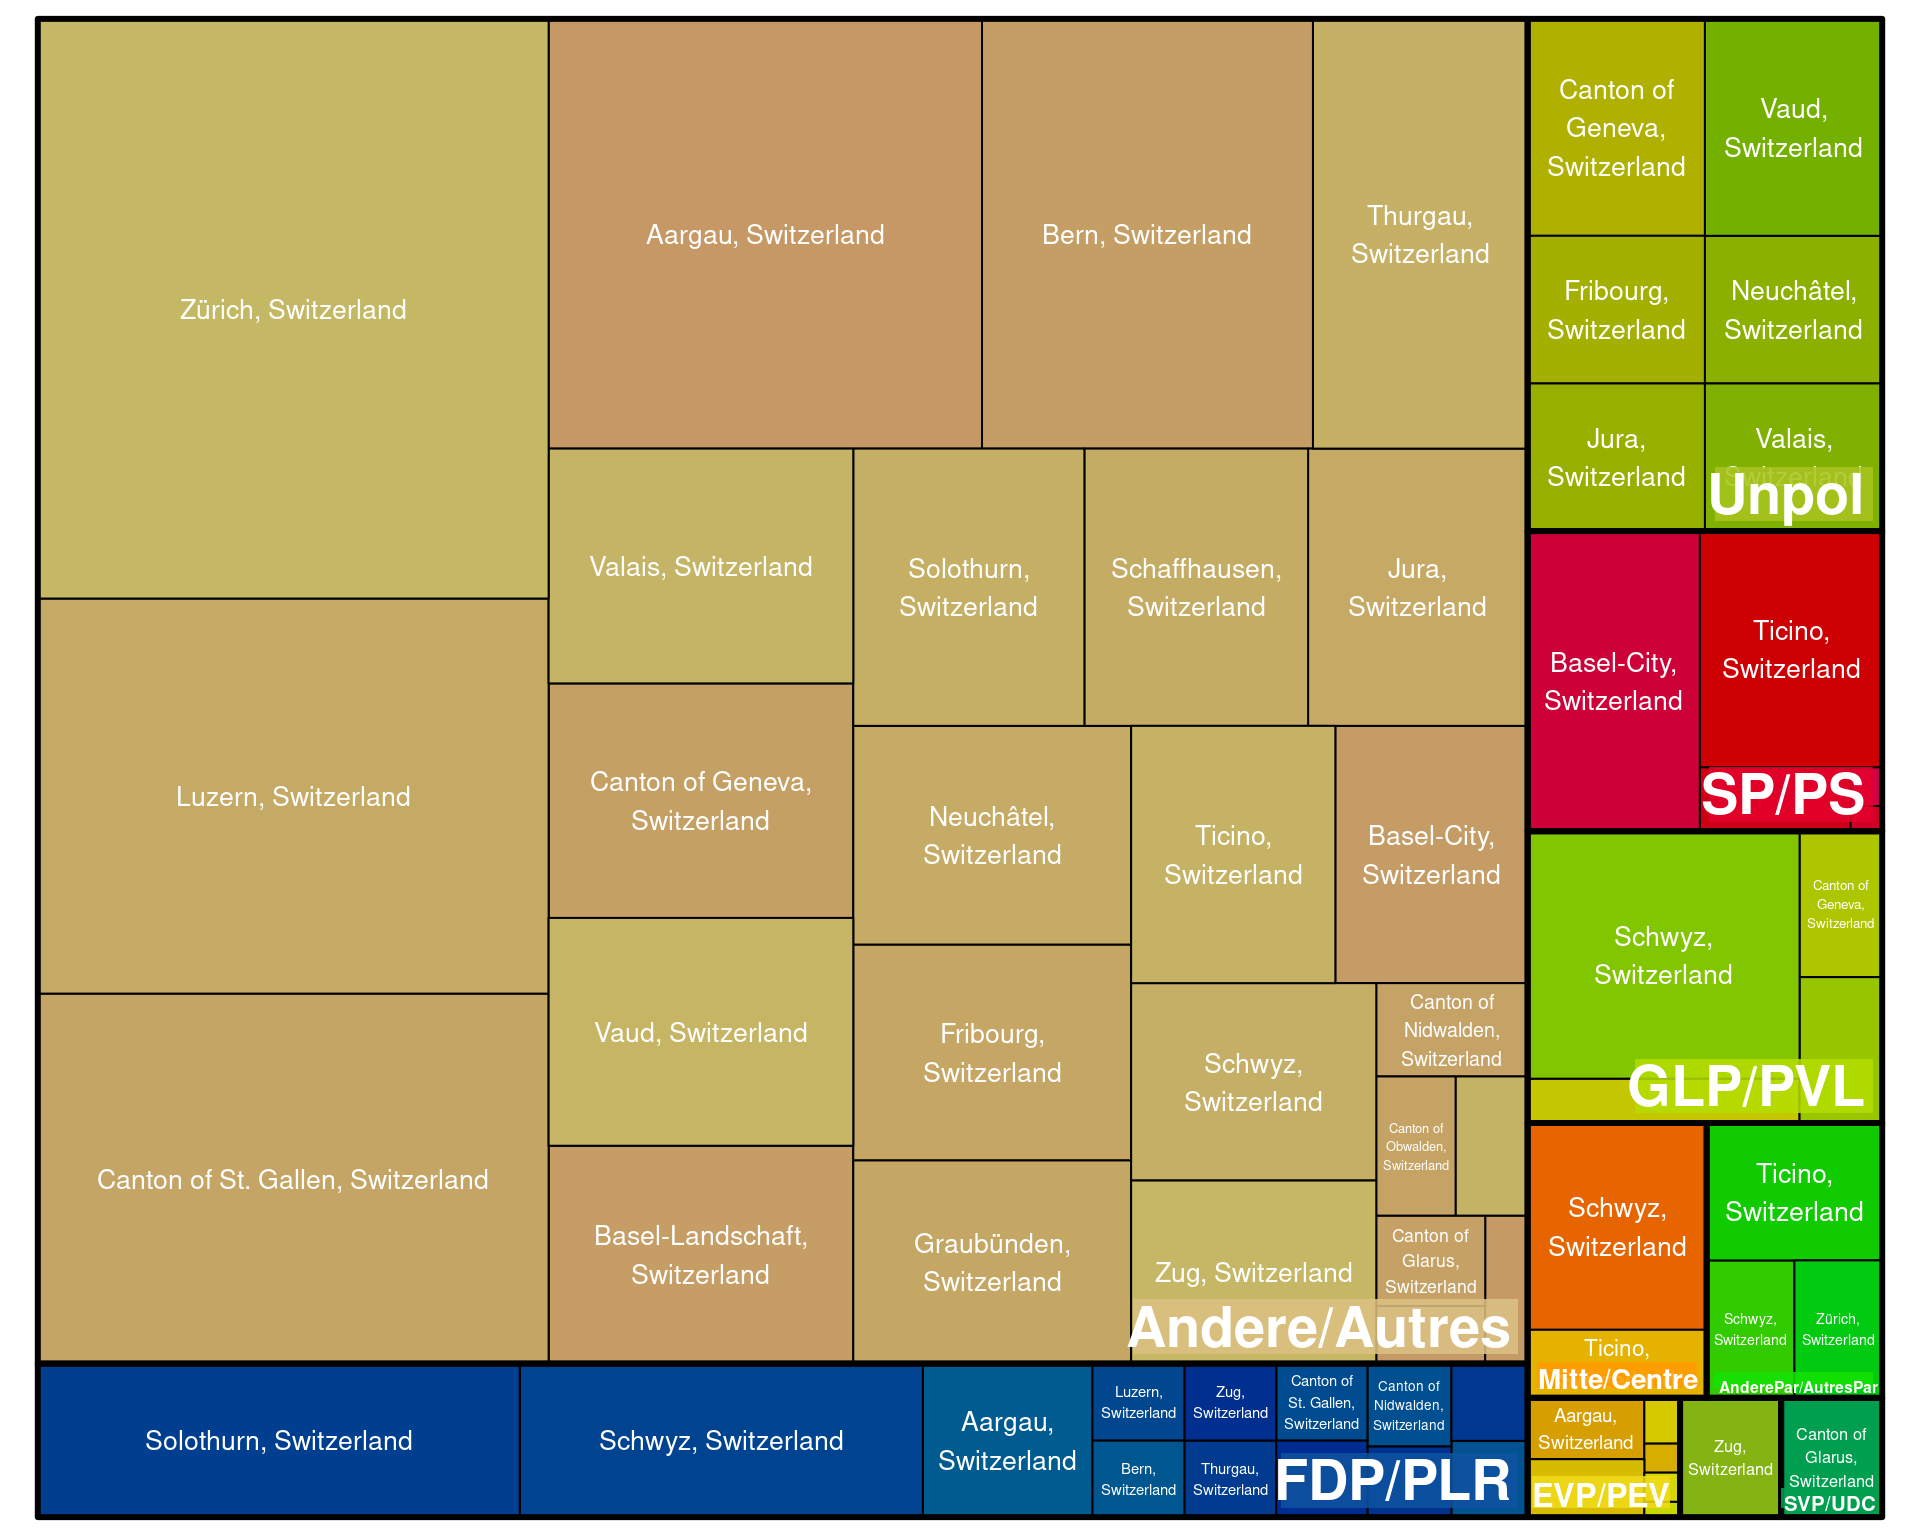 Zürich, Switzerland
Luzern, Switzerland
Canton of St. Gallen, Switzerland
Aargau, Switzerland
Bern, Switzerland
Thurgau,
Switzerland
Valais, Switzerland
Canton of Geneva,
Switzerland
Vaud, Switzerland
Basel-Landschaft,
Switzerland
Solothurn,
Switzerland
Schaffhausen,
Switzerland
Jura,
Switzerland
Neuchâtel,
Switzerland
Fribourg,
Switzerland
Graubünden,
Switzerland
Ticino,
Switzerland
Basel-City,
Switzerland
Schwyz,
Switzerland
Zug, Switzerland
Canton of
Nidwalden,
Switzerland
Canton of
Obwalden,
Switzerland
Canton of
Glarus,
Switzerland
Andere/Autres
Solothurn, Switzerland
Schwyz, Switzerland
Aargau,
Switzerland
Luzern,
Switzerland
Bern,
Switzerland
Zug,
Switzerland
Thurgau,
Switzerland
Canton of
St. Gallen,
Switzerland
Canton of
Nidwalden,
Switzerland
FDP/PLR
Canton of
Geneva,
Switzerland
Vaud,
Switzerland
Fribourg,
Switzerland
Neuchâtel,
Switzerland
Jura,
Switzerland
Valais,
Switzerland
Unpol
Basel-City,
Switzerland
Ticino,
Switzerland
SP/PS
Schwyz,
Switzerland
Canton of
Geneva,
Switzerland
GLP/PVL
Schwyz,
Switzerland
Ticino,
Mitte/Centre
Ticino,
Switzerland
Schwyz,
Switzerland
Zürich,
Switzerland
AnderePar/AutresPar
Aargau,
Switzerland
EVP/PEV
Zug,
Switzerland
Canton of
Glarus,
Switzerland
SVP/UDC